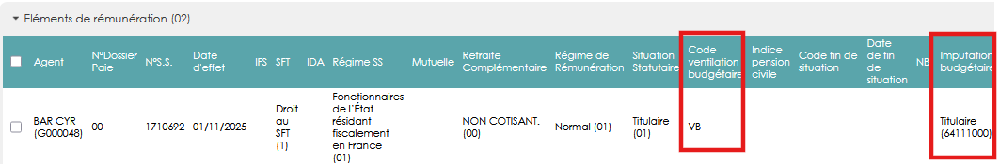 Eléments de rémunération (02)
Agent
N°Dossier
Paie
N°S.S.
Date
d'effet
IFS
SFT
IDA
Régime SS
Mutuelle
Retraite
Complémentaire
Régime de
Rémunération
Situation
Statutaire
Code
ventilation
budgétaire
Indice
pension
civile
Code fin de
situation
Date
de fin
de
situation
NBI
Imputation
budgétaire
BAR CYR
(G000048)
00
1710692
01/11/2025
Droit
au
SFT
(1)
Fonctionnaires
de l'État
résidant
fiscalement
en France
(01)
NON COTISANT.
(00)
Normal (01)
Titulaire
(01)
VB
Titulaire
(64111000)